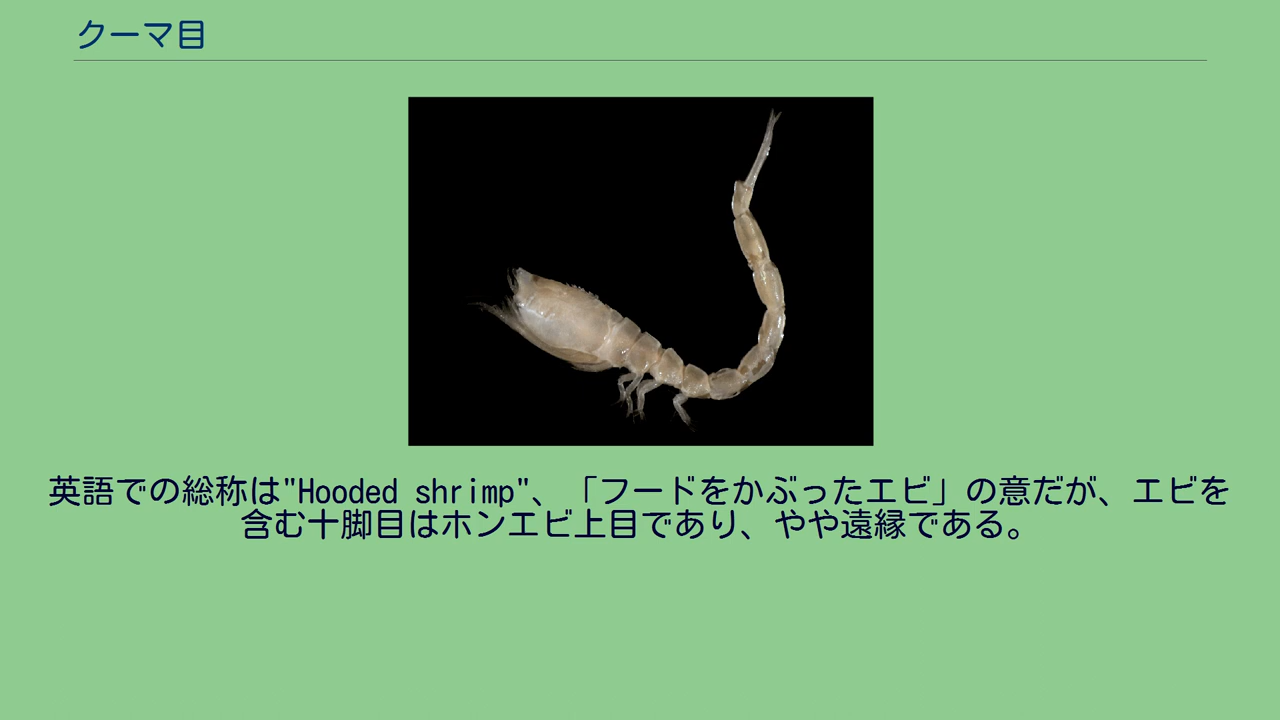 クーマ目
英語での総称は"Hooded shrimp"、「フードをかぶったエビ」の意だが、エビを
含む十脚目はホンエビ上目であり、やや遠縁である。